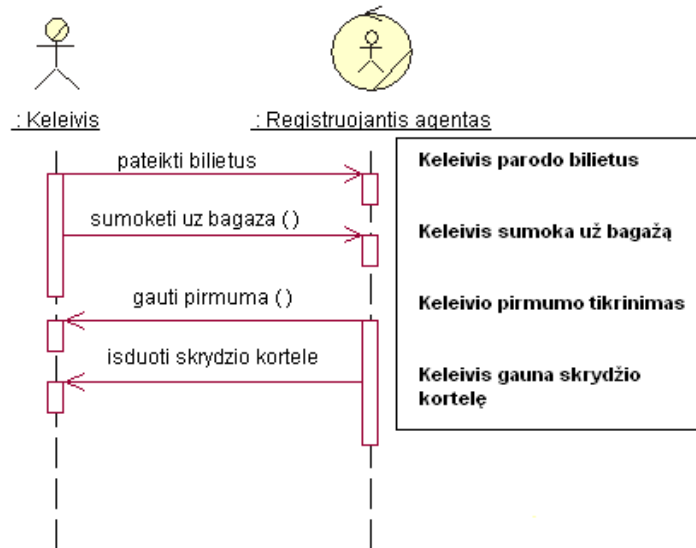 : Keleivis
: Registruojantis agentas
pateikti bilietus
Keleivis parodo bilietus
sumoketi uz bagaza ()
Keleivis sumoka už bagažą
gauti pirmuma ()
Keleivio pirmumo tikrinimas
isduoti skrydzio kortele
Keleivis gauna skrydžio
kortelę